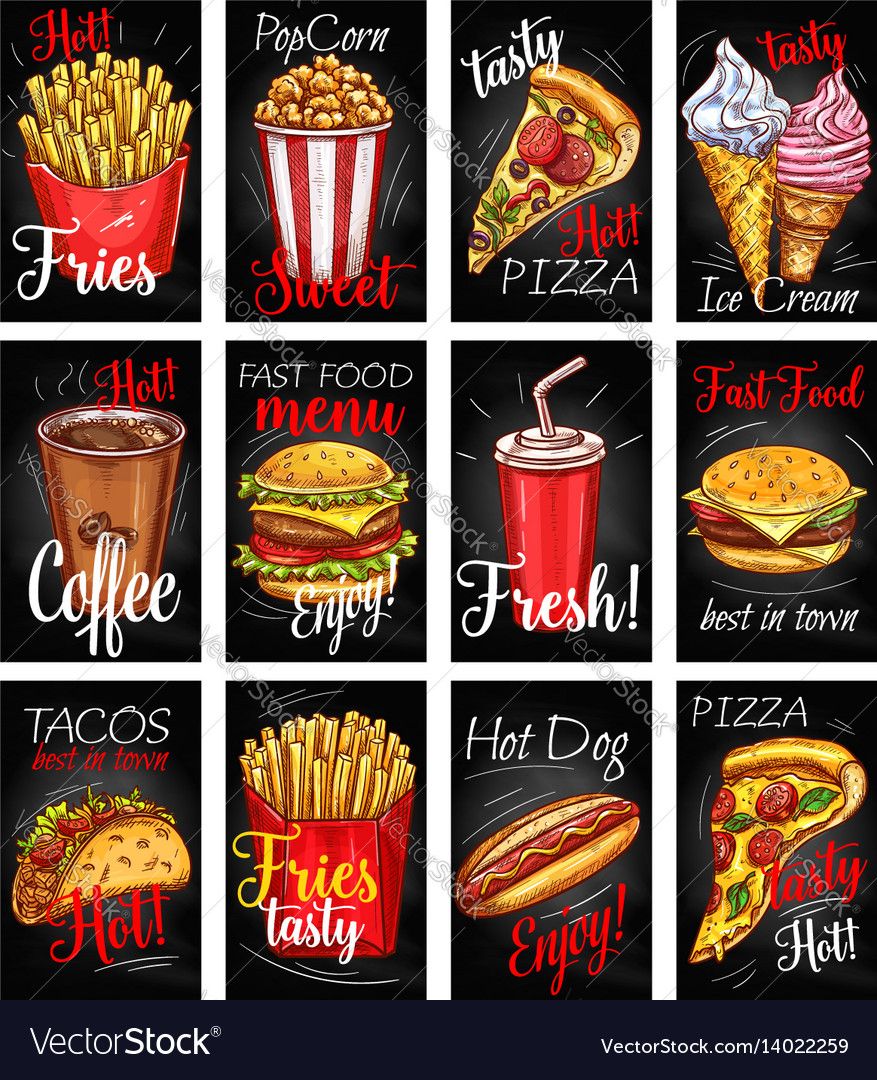 Hot!
Fries
PopCorn
Sweet
tasty
Hot!
PIZZA
tasty
Ice Cream
Hot!
Coffee
FAST FOOD
menu
Enjoy!
Fresh!
Fast Food
best in town
TACOS
best in town
Hot!
Fries
tasty
Hot Dog
Enjoy!
PIZZA
tasty
Hot!
VectorStock®
VectorStock.com/14022259